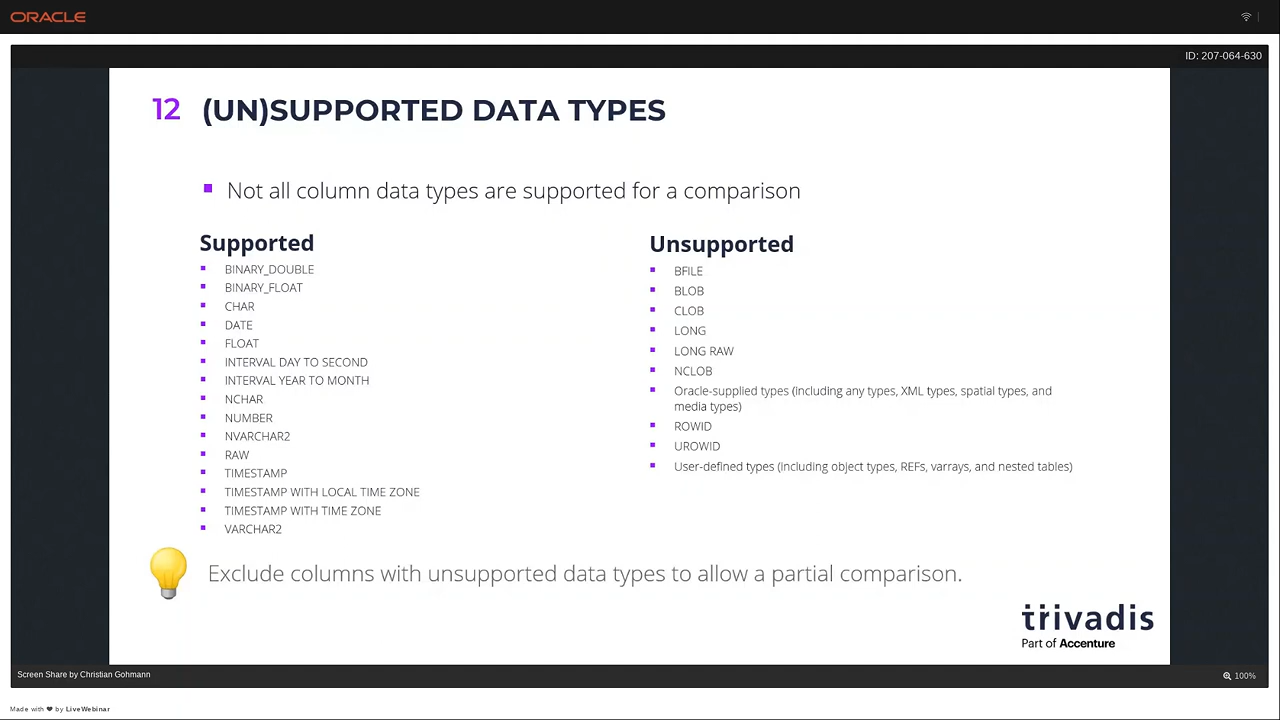 ORACLE
ID: 207-064-630
12 (UN)SUPPORTED DATA TYPES
Not all column data types are supported for a comparison
Supported
BINARY_DOUBLE
BINARY_FLOAT
CHAR
DATE
FLOAT
INTERVAL DAY TO SECOND
INTERVAL YEAR TO MONTH
NCHAR
NUMBER
NVARCHAR2
RAW
TIMESTAMP
TIMESTAMP WITH LOCAL TIME ZONE
TIMESTAMP WITH TIME ZONE
VARCHAR2
Unsupported
BFILE
BLOB
CLOB
LONG
LONG RAW
NCLOB
Oracle-supplied types (including any types, XML types, spatial types, and
media types)
ROWID
UROWID
User-defined types (including object types, REFs, varrays, and nested tables)
Exclude columns with unsupported data types to allow a partial comparison.
trivadis
Part of Accenture
Screen Share by Christian Gohmann
100%
Made with ❤ by LiveWebinar